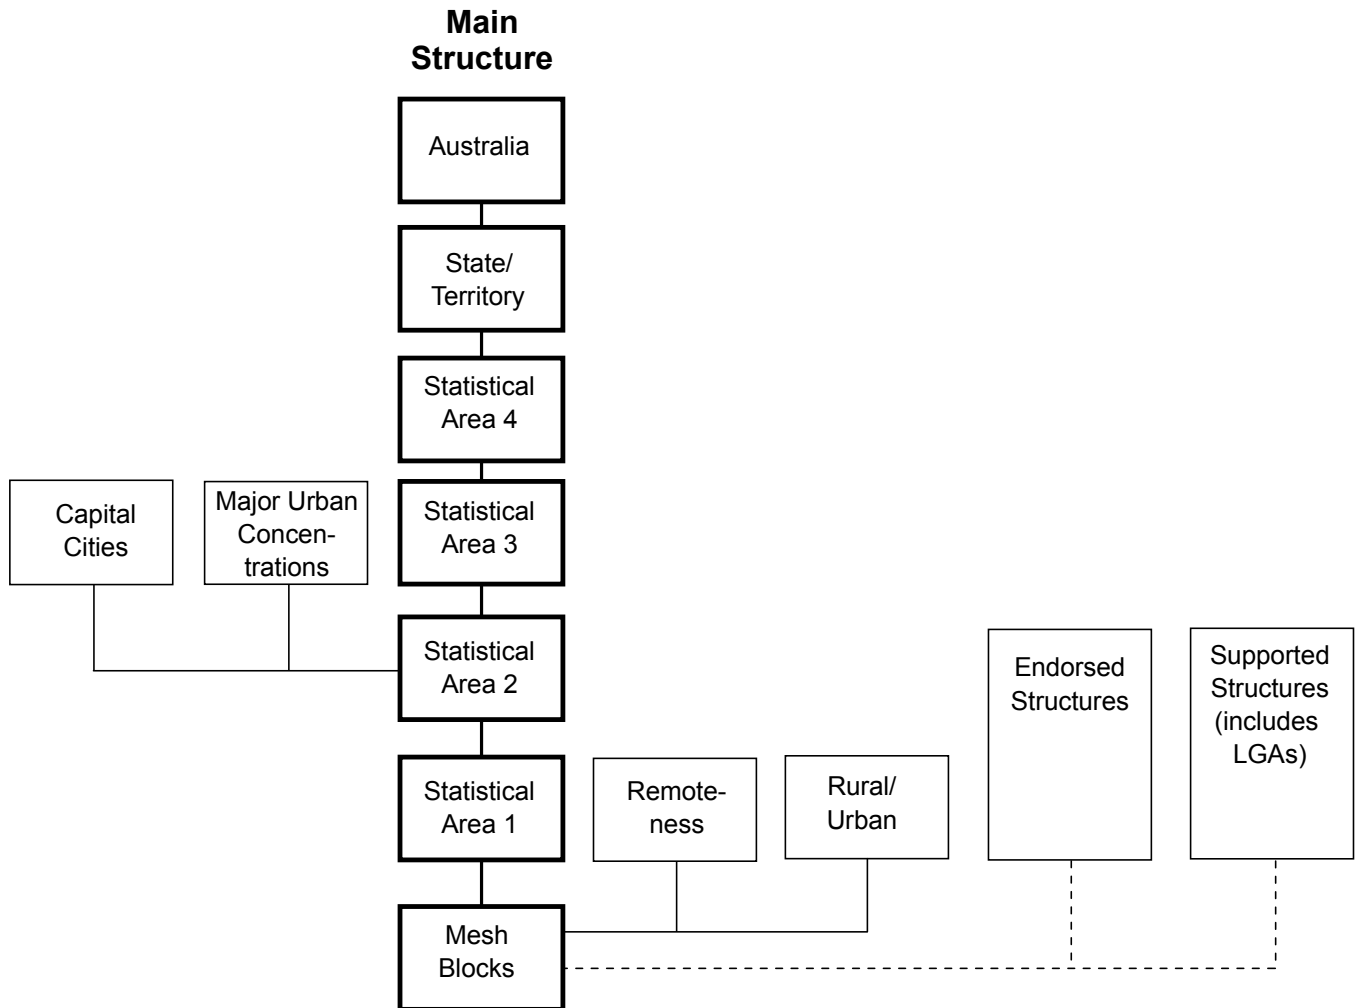 Main
Structure
Australia
State/
Territory
Statistical
Area 4
Capital
Cities
Major Urban
Concen-
trations
Statistical
Area 3
Statistical
Area 2
Endorsed
Structures
Supported
Structures
(includes
LGAs)
Statistical
Area 1
Remote-
ness
Rural/
Urban
Mesh
Blocks